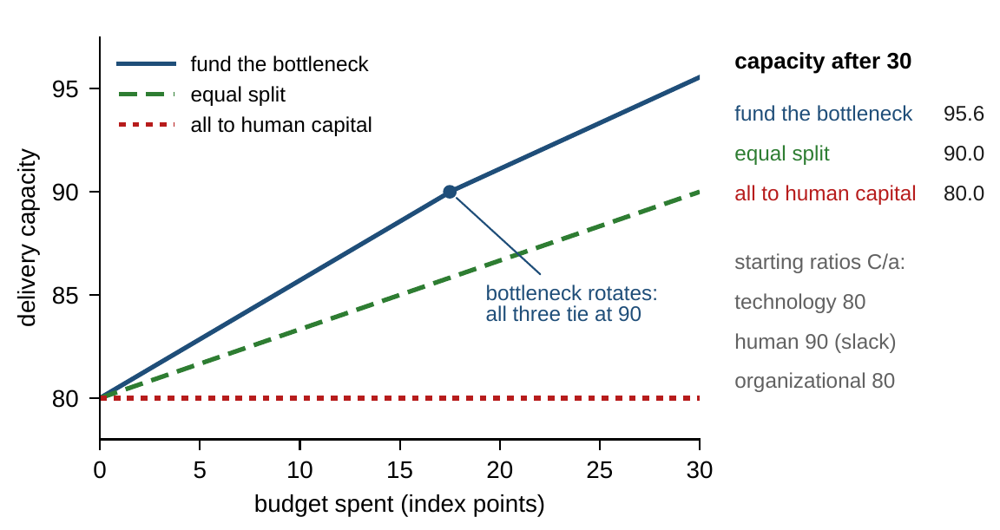 fund the bottleneck
equal split
all to human capital
95
90
85
80
delivery capacity
bottleneck rotates:
all three tie at 90
0 5 10 15 20 25 30
budget spent (index points)
capacity after 30
fund the bottleneck 95.6
equal split 90.0
all to human capital 80.0
starting ratios C/a:
technology 80
human 90 (slack)
organizational 80